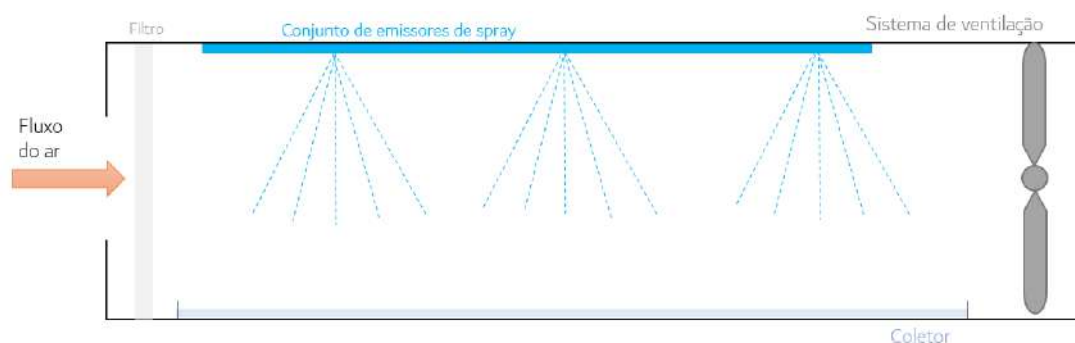 Filtro
Conjunto de emissores de spray
Sistema de ventilação
Fluxo
do ar
Coletor